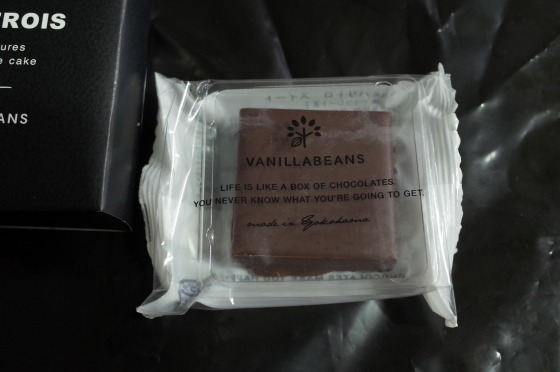 ROIS
ures
cake
ANS
VANILLABEANS
LIFE IS LIKE A BOX OF CHOCOLATES.
YOU NEVER KNOW WHAT YOU'RE GOING TO GET.
made in Yokohama